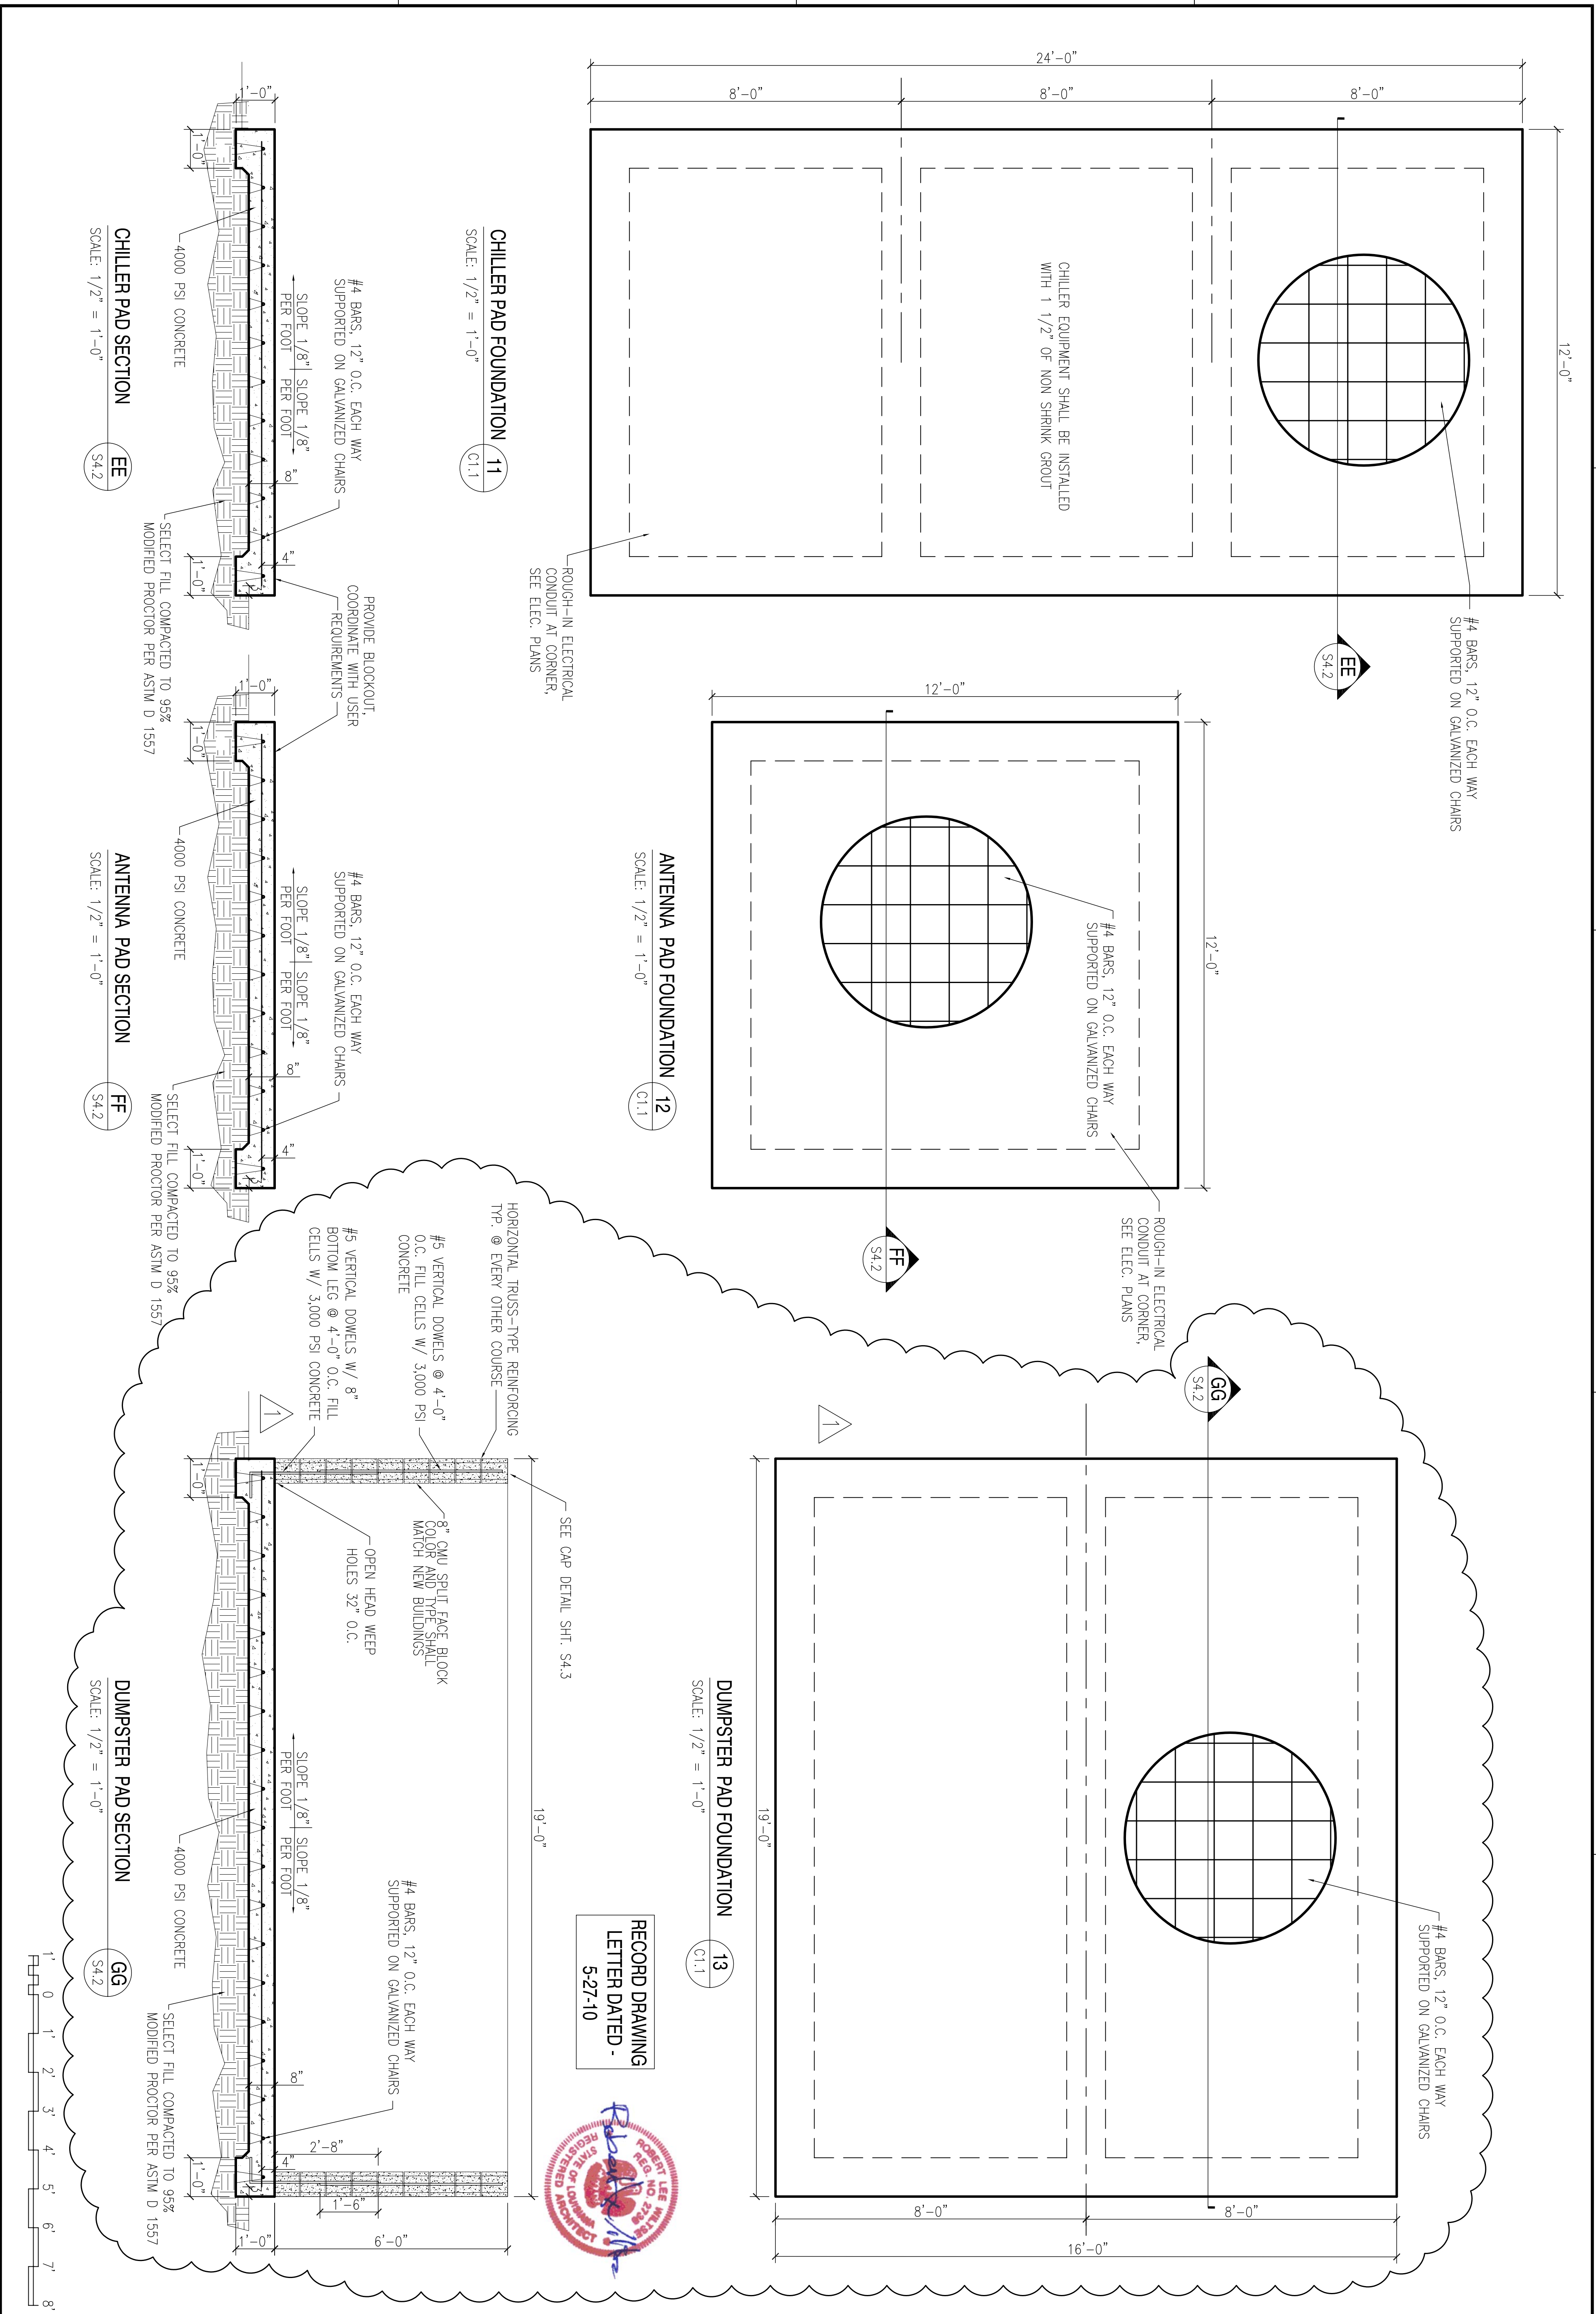 24'-0"
8'-0"
8'-0"
8'-0"
12'-0"
CHILLER EQUIPMENT SHALL BE INSTALLED
WITH 1 1/2" OF NON SHRINK GROUT
#4 BARS, 12" O.C. EACH WAY
SUPPORTED ON GALVANIZED CHAIRS
EE
S4.2
ROUGH-IN ELECTRICAL
CONDUIT AT CORNER,
SEE ELEC. PLANS
CHILLER PAD FOUNDATION
SCALE: 1/2" = 1'-0"
11
C1.1
12'-0"
12'-0"
#4 BARS, 12" O.C. EACH WAY
SUPPORTED ON GALVANIZED CHAIRS
ROUGH-IN ELECTRICAL
CONDUIT AT CORNER,
SEE ELEC. PLANS
FF
S4.2
ANTENNA PAD FOUNDATION
SCALE: 1/2" = 1'-0"
12
C1.1
GG
S4.2
1
#4 BARS, 12" O.C. EACH WAY
SUPPORTED ON GALVANIZED CHAIRS
8'-0"
8'-0"
16'-0"
19'-0"
DUMPSTER PAD FOUNDATION
SCALE: 1/2" = 1'-0"
13
C1.1
RECORD DRAWING
LETTER DATED -
5-27-10
ROBERT LEE WILTSE
REG. NO. 2736
STATE OF LOUISIANA
REGISTERED ARCHITECT
#4 BARS, 12" O.C. EACH WAY
SUPPORTED ON GALVANIZED CHAIRS
SLOPE 1/8"
PER FOOT
SLOPE 1/8"
PER FOOT
8"
4"
3"
1'-0"
1'-0"
1'-0"
4000 PSI CONCRETE
SELECT FILL COMPACTED TO 95%
MODIFIED PROCTOR PER ASTM D 1557
CHILLER PAD SECTION
SCALE: 1/2" = 1'-0"
EE
S4.2
PROVIDE BLOCKOUT,
COORDINATE WITH USER
REQUIREMENTS
#4 BARS, 12" O.C. EACH WAY
SUPPORTED ON GALVANIZED CHAIRS
SLOPE 1/8"
PER FOOT
SLOPE 1/8"
PER FOOT
8"
4"
3"
1'-0"
1'-0"
1'-0"
4000 PSI CONCRETE
SELECT FILL COMPACTED TO 95%
MODIFIED PROCTOR PER ASTM D 1557
ANTENNA PAD SECTION
SCALE: 1/2" = 1'-0"
FF
S4.2
HORIZONTAL TRUSS-TYPE REINFORCING
TYP. @ EVERY OTHER COURSE
#5 VERTICAL DOWELS @ 4'-0"
O.C. FILL CELLS W/ 3,000 PSI
CONCRETE
#5 VERTICAL DOWELS W/ 8"
BOTTOM LEG @ 4'-0" O.C. FILL
CELLS W/ 3,000 PSI CONCRETE
1
SEE CAP DETAIL SHT. S4.3
8" CMU SPLIT FACE BLOCK
COLOR AND TYPE SHALL
MATCH NEW BUILDINGS
OPEN HEAD WEEP
HOLES 32" O.C.
19'-0"
#4 BARS, 12" O.C. EACH WAY
SUPPORTED ON GALVANIZED CHAIRS
SLOPE 1/8"
PER FOOT
SLOPE 1/8"
PER FOOT
8"
2'-8"
4"
3"
1'-6"
1'-0"
6'-0"
1'-0"
1'-0"
4000 PSI CONCRETE
SELECT FILL COMPACTED TO 95%
MODIFIED PROCTOR PER ASTM D 1557
DUMPSTER PAD SECTION
SCALE: 1/2" = 1'-0"
GG
S4.2
1' 0 1' 2' 3' 4' 5' 6' 7' 8'